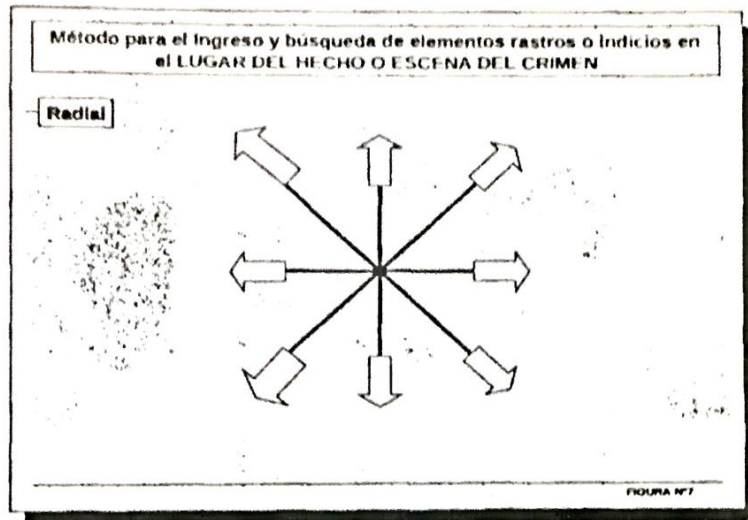 Método para el Ingreso y búsqueda de elementos rastros o indicios en
el LUGAR DEL HECHO O ESCENA DEL CRIMEN
Radial
FIGURA Nº7